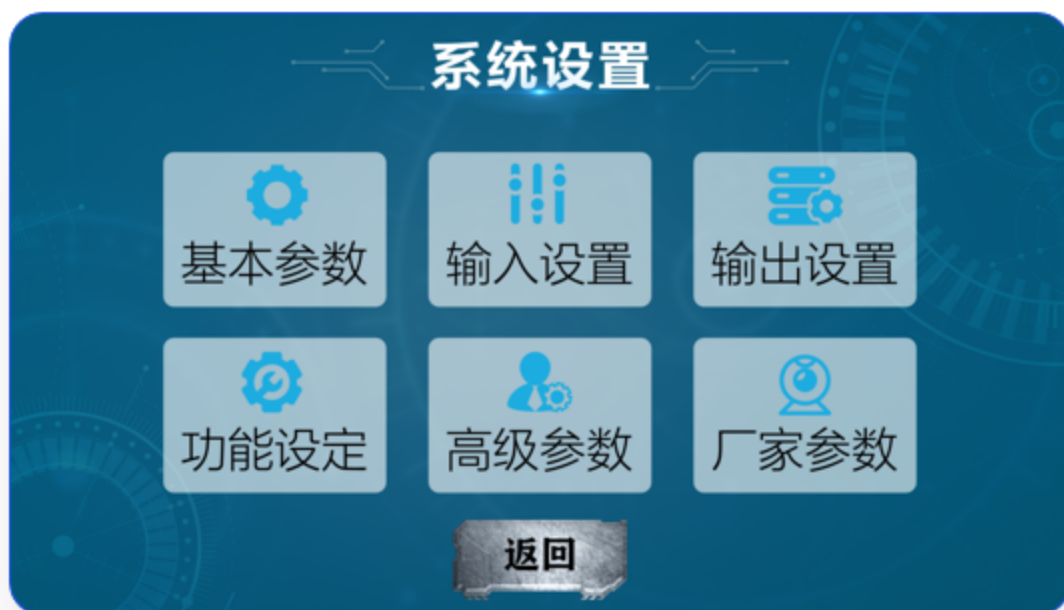 系统设置
基本参数
输入设置
输出设置
功能设定
高级参数
厂家参数
返回